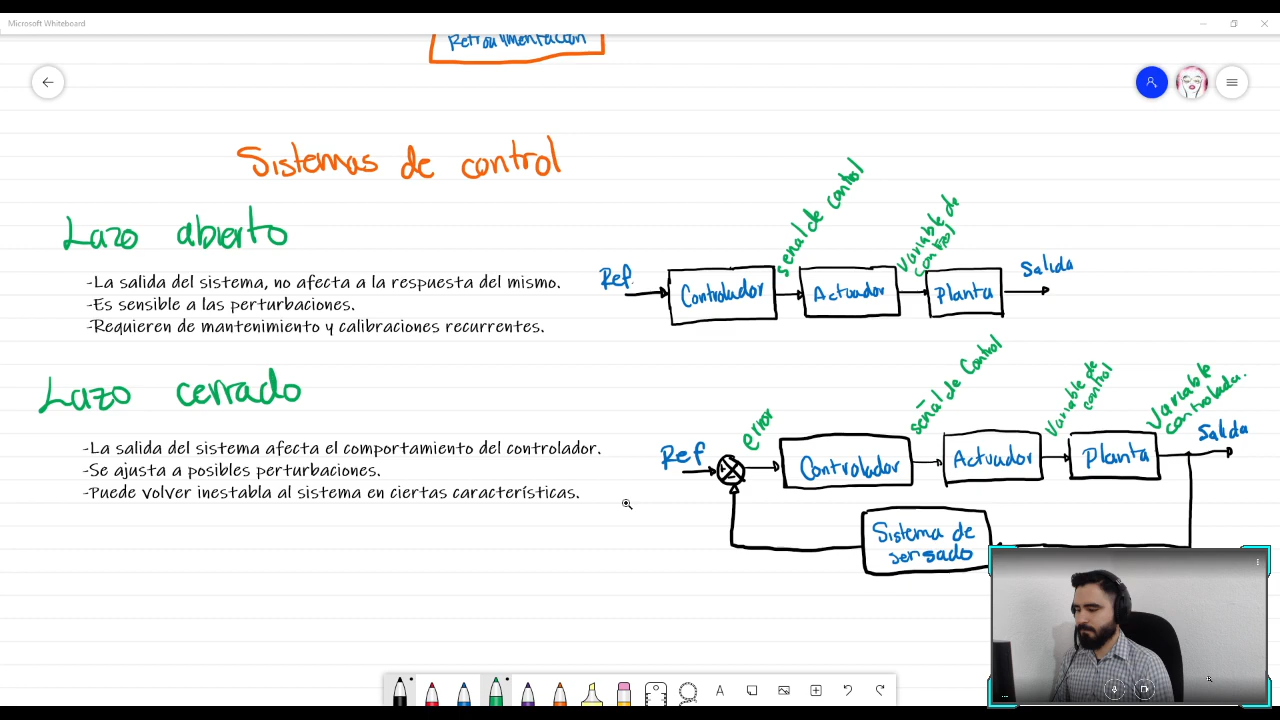 Microsoft Whiteboard
Retroalimentación
Sistemas de control
Lazo abierto
-La salida del sistema, no afecta a la respuesta del mismo.
-Es sensible a las perturbaciones.
-Requieren de mantenimiento y calibraciones recurrentes.
Ref.
Controlador
señal de control
Actuador
Variable de
control
Planta
Salida
Lazo cerrado
-La salida del sistema afecta el comportamiento del controlador.
-Se ajusta a posibles perturbaciones.
-Puede volver inestabla al sistema en ciertas características.
Ref
error
Controlador
señal de Control
Actuador
Variable de
control
Planta
Variable
controlada.
Salida
Sistema de
sensado
A